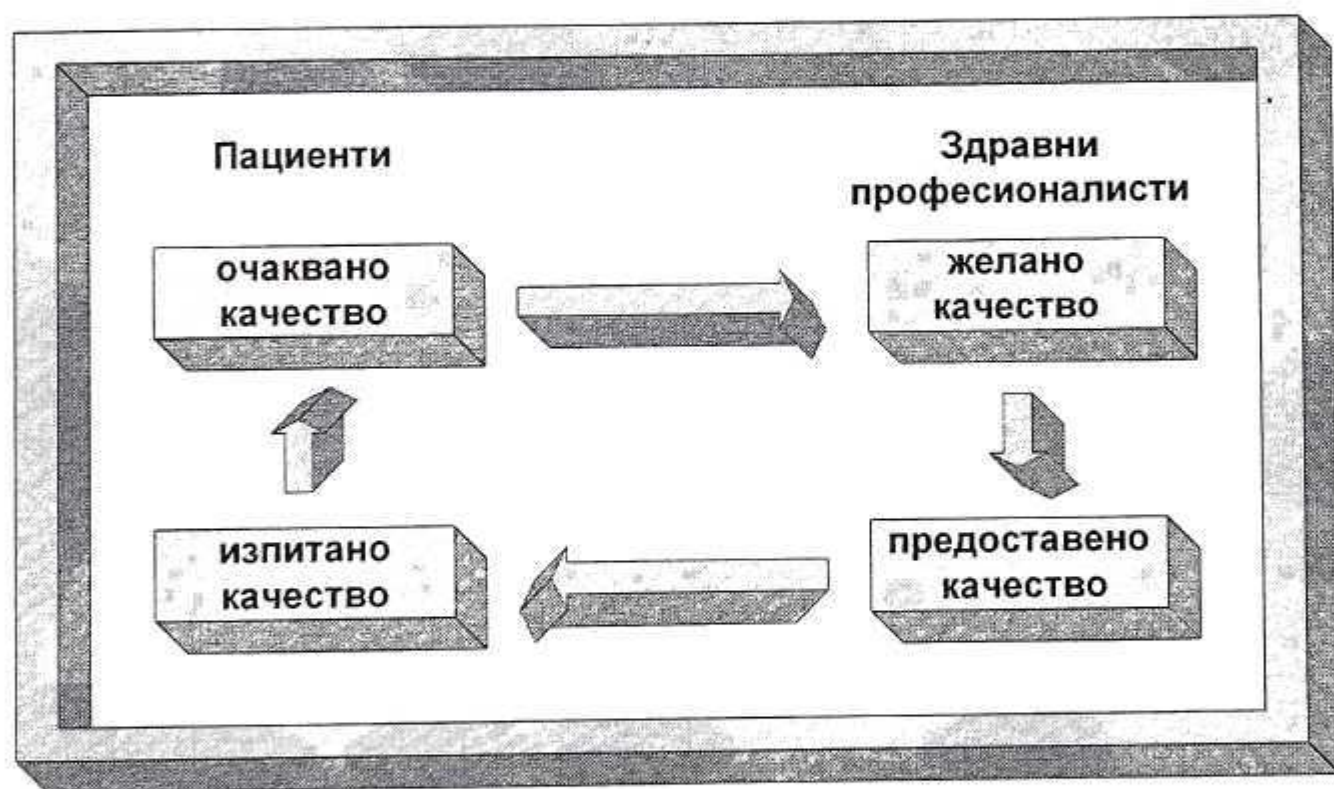 Пациенти
Здравни
професионалисти
очаквано
качество
желано
качество
изпитано
качество
предоставено
качество